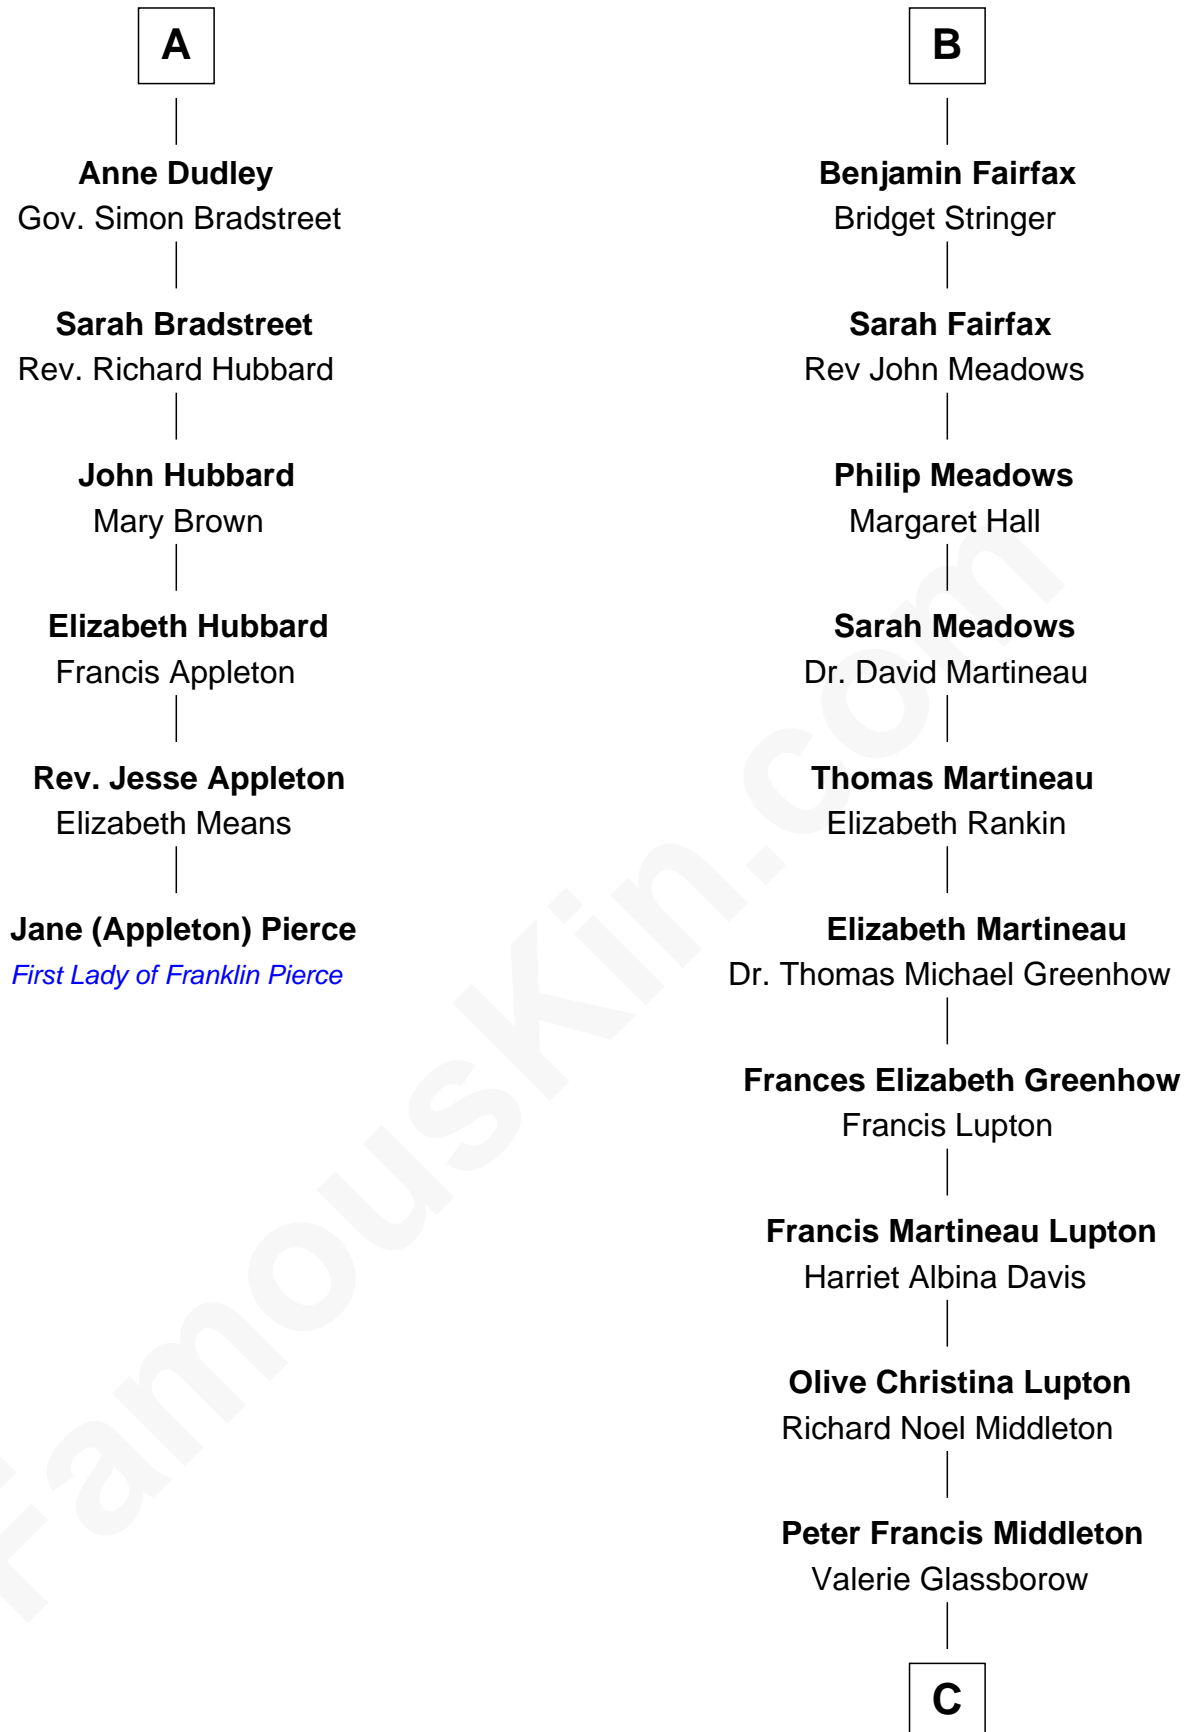 A
Anne Dudley
Gov. Simon Bradstreet
Sarah Bradstreet
Rev. Richard Hubbard
John Hubbard
Mary Brown
Elizabeth Hubbard
Francis Appleton
Rev. Jesse Appleton
Elizabeth Means
Jane (Appleton) Pierce
First Lady of Franklin Pierce
B
Benjamin Fairfax
Bridget Stringer
Sarah Fairfax
Rev John Meadows
Philip Meadows
Margaret Hall
Sarah Meadows
Dr. David Martineau
Thomas Martineau
Elizabeth Rankin
Elizabeth Martineau
Dr. Thomas Michael Greenhow
Frances Elizabeth Greenhow
Francis Lupton
Francis Martineau Lupton
Harriet Albina Davis
Olive Christina Lupton
Richard Noel Middleton
Peter Francis Middleton
Valerie Glassborow
C
FamousKin.com